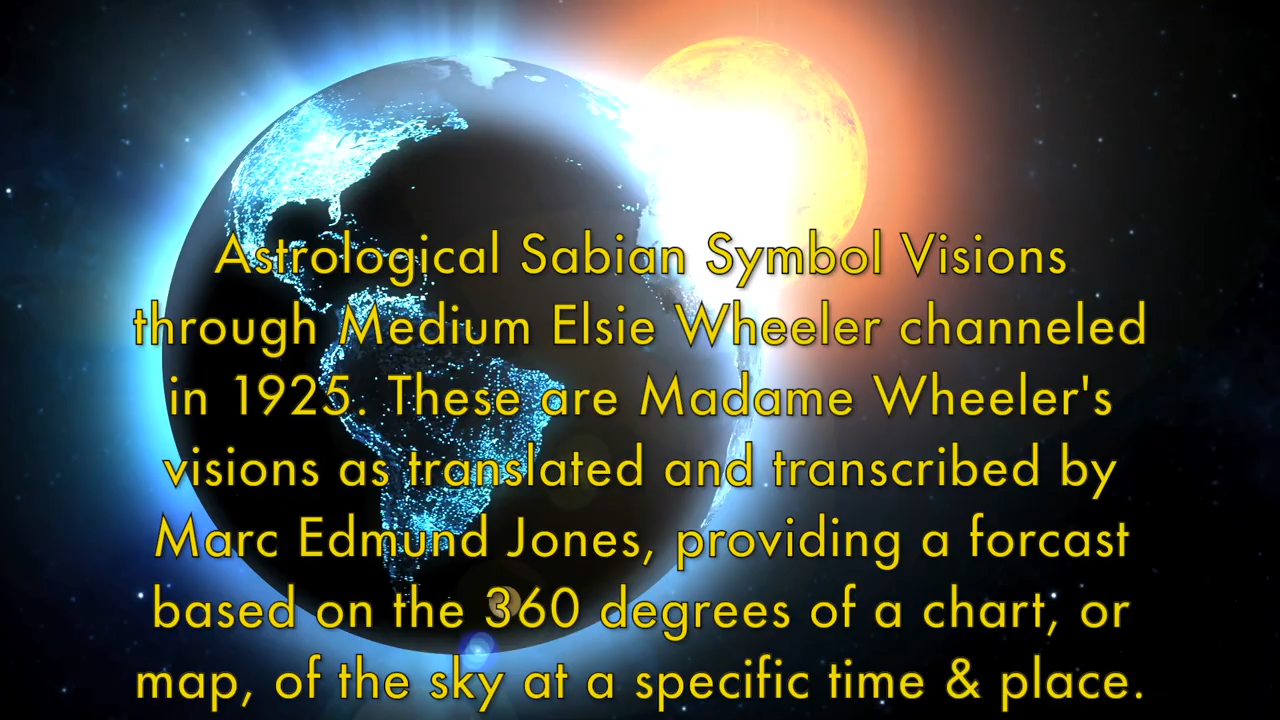 Astrological Sabian Symbol Visions
through Medium Elsie Wheeler channeled
in 1925. These are Madame Wheeler's
visions as translated and transcribed by
Marc Edmund Jones, providing a forcast
based on the 360 degrees of a chart, or
map, of the sky at a specific time & place.